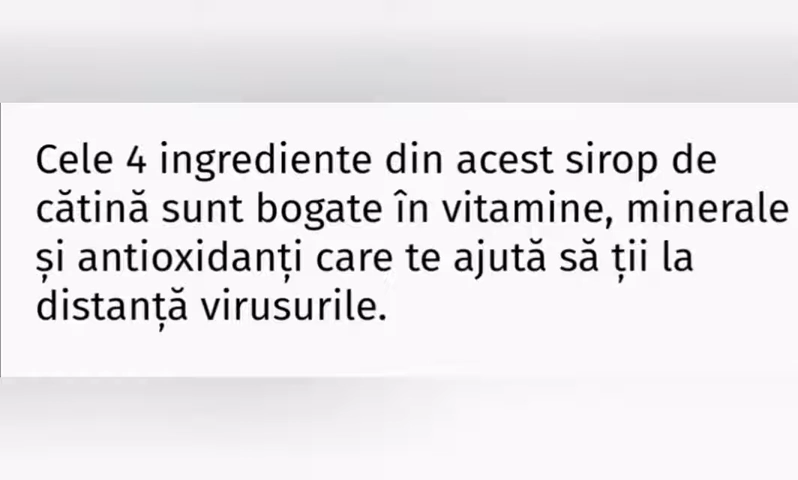 Cele 4 ingrediente din acest sirop de
cătină sunt bogate în vitamine, minerale
și antioxidanți care te ajută să ții la
distanță virusurile.